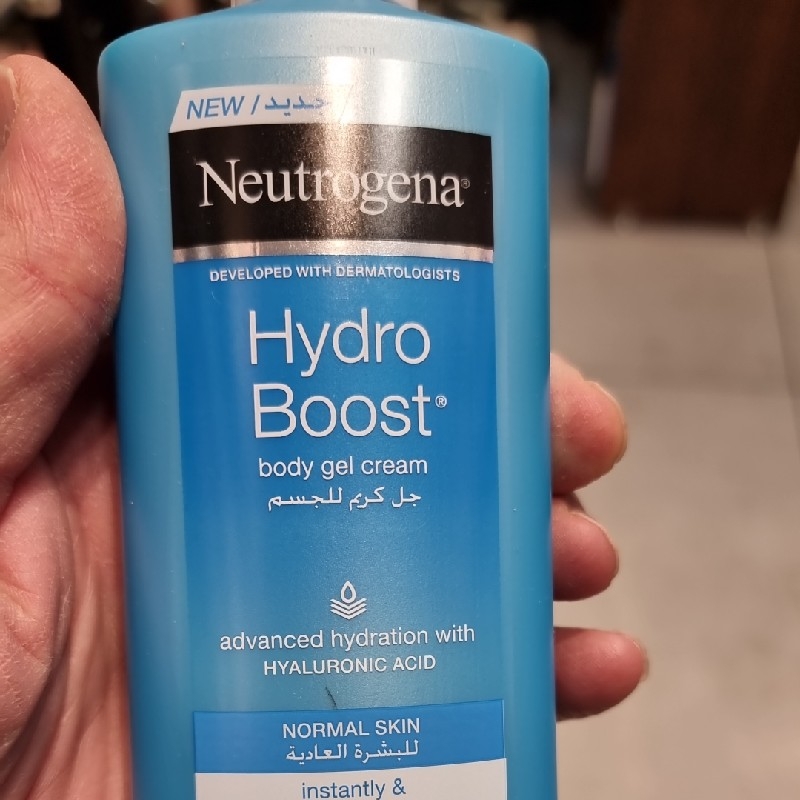 NEW / جديد
Neutrogena®
DEVELOPED WITH DERMATOLOGISTS
Hydro
Boost®
body gel cream
جل كريم للجسم
advanced hydration with
HYALURONIC ACID
NORMAL SKIN
للبشرة العادية
instantly &